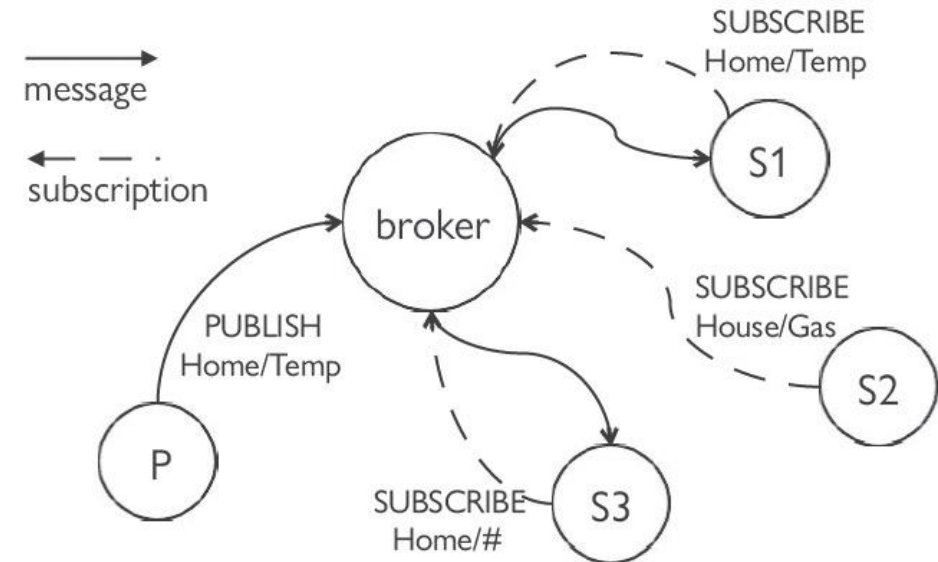 message
subscription
SUBSCRIBE
Home/Temp
S1
broker
SUBSCRIBE
House/Gas
S2
PUBLISH
Home/Temp
P
SUBSCRIBE
Home/#
S3